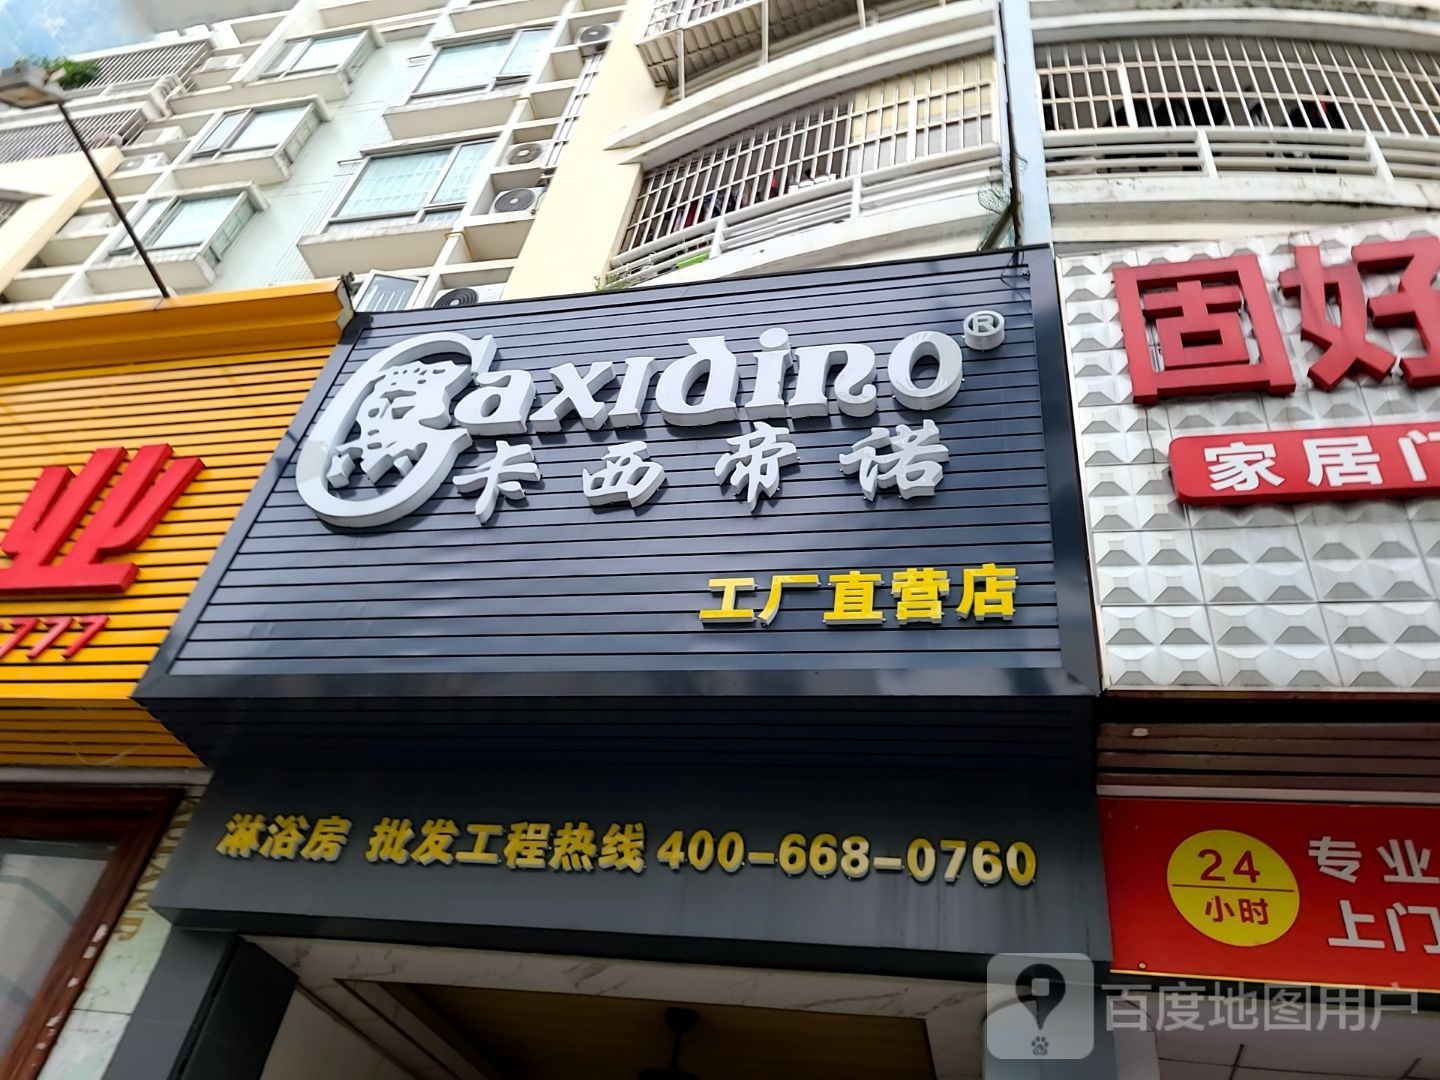 业
777
Caxidino®
卡西帝诺
工厂直营店
淋浴房 批发工程热线 400-668-0760
固好
家居门
24
小时
专业
上门
百度地图用户